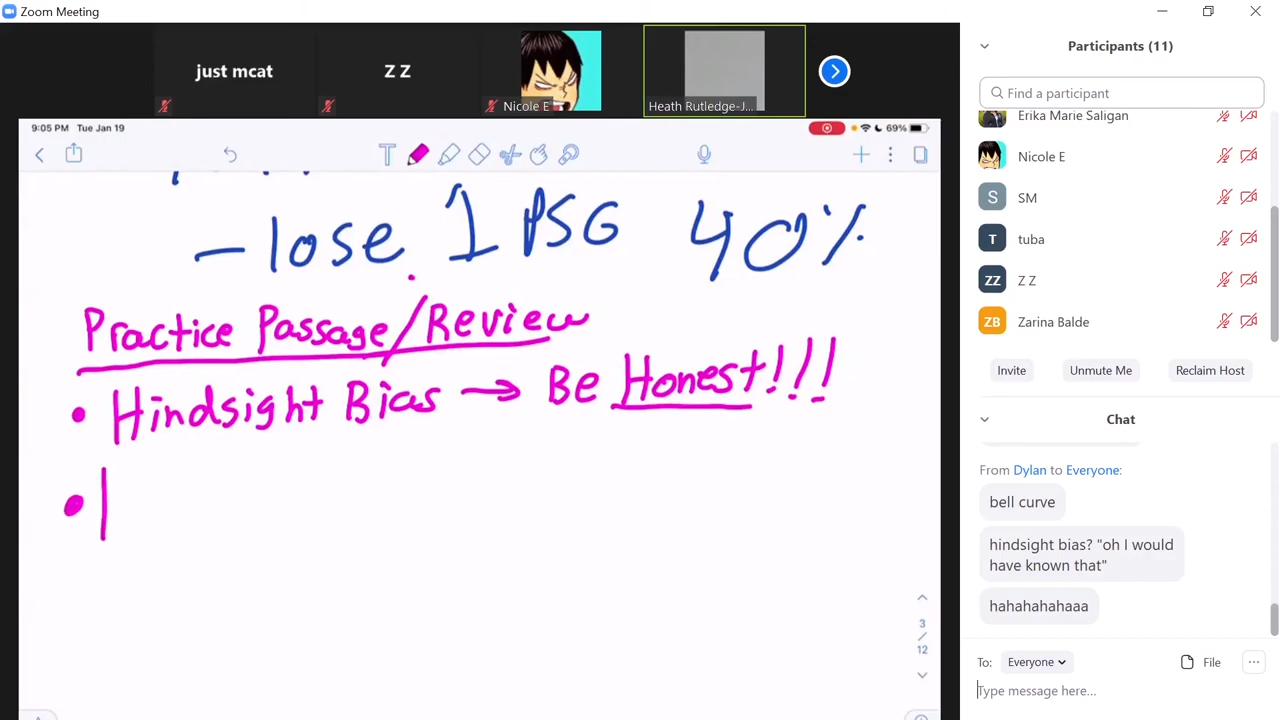 Zoom Meeting
just mcat
Z Z
Nicole E
Heath Rutledge-J...
9:05 PM Tue Jan 19
69%
T
- lose 1 PSG 40%
Practice Passage/Review
• Hindsight Bias → Be Honest!!!
•
3
/
12
Participants (11)
Find a participant
Erika Marie Saligan
Nicole E
S SM
T tuba
ZZ Z Z
ZB Zarina Balde
Invite Unmute Me Reclaim Host
Chat
From Dylan to Everyone:
bell curve
hindsight bias? "oh I would
have known that"
hahahahahaaa
To: Everyone File ...
Type message here...